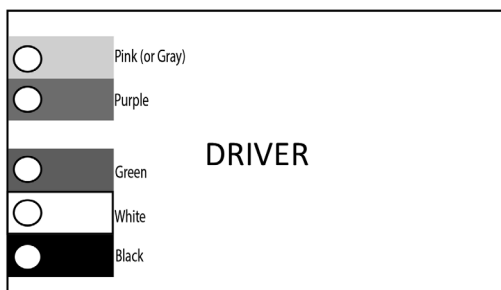 Pink (or Gray)
Purple
DRIVER
Green
White
Black